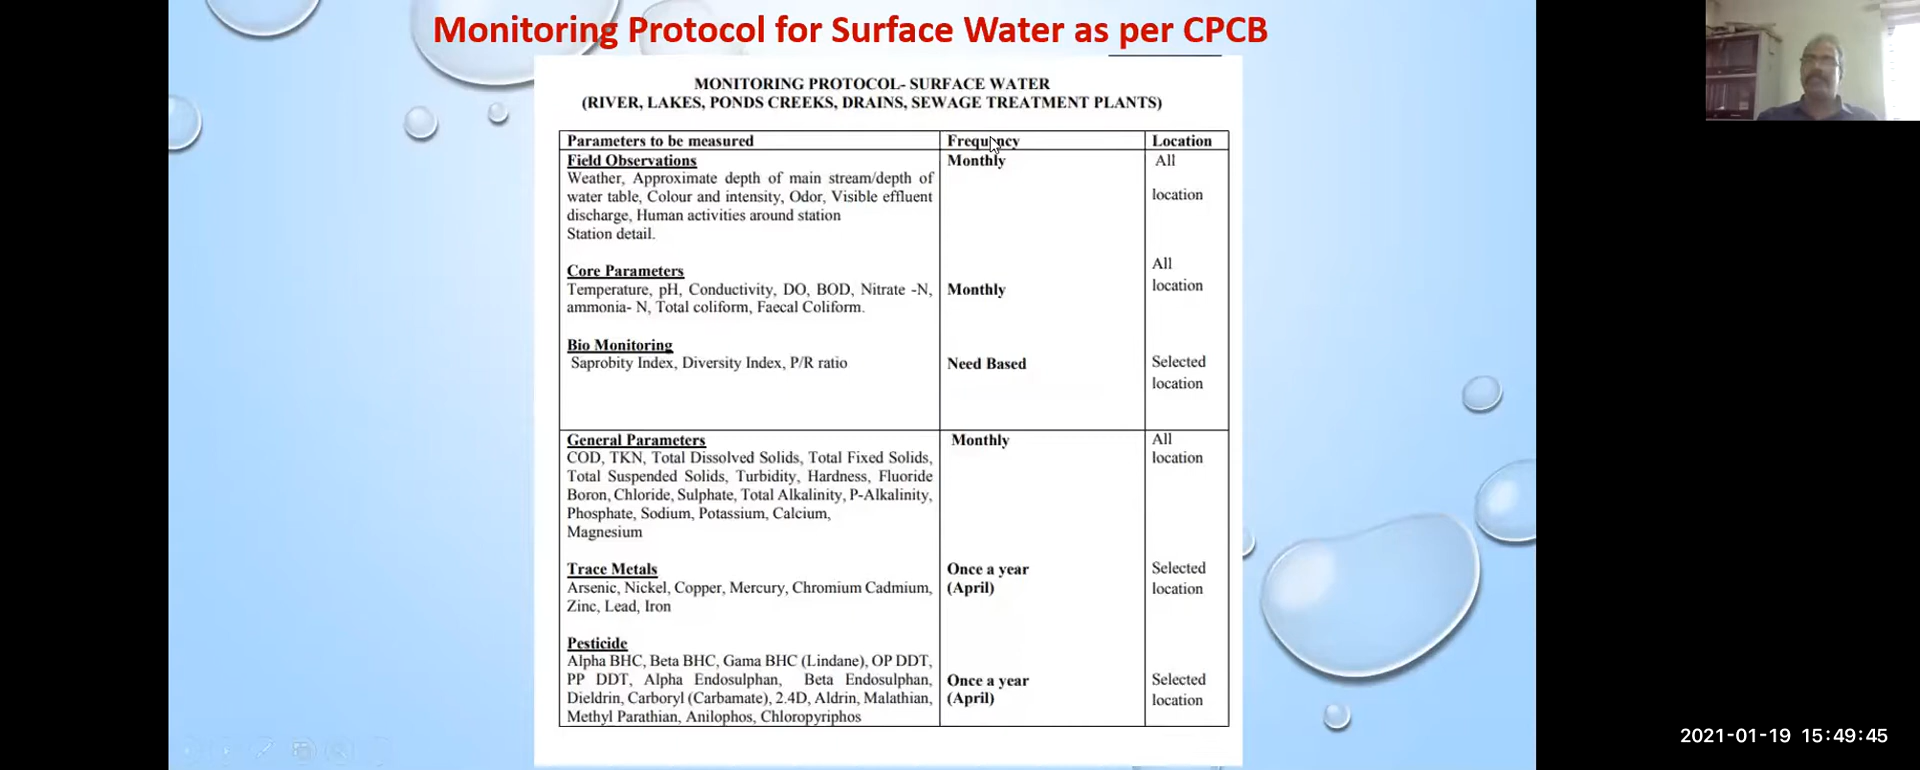 Monitoring Protocol for Surface Water as per CPCB
MONITORING PROTOCOL- SURFACE WATER
(RIVER, LAKES, PONDS CREEKS, DRAINS, SEWAGE TREATMENT PLANTS)
Parameters to be measured Frequency Location
Field Observations Monthly All
Weather, Approximate depth of main stream/depth of
water table, Colour and intensity, Odor, Visible effluent location
discharge, Human activities around station
Station detail.
Core Parameters All
Temperature, pH, Conductivity, DO, BOD, Nitrate -N, Monthly location
ammonia- N, Total coliform, Faecal Coliform.
Bio Monitoring
Saprobity Index, Diversity Index, P/R ratio Need Based Selected
location
General Parameters Monthly All
COD, TKN, Total Dissolved Solids, Total Fixed Solids, location
Total Suspended Solids, Turbidity, Hardness, Fluoride
Boron, Chloride, Sulphate, Total Alkalinity, P-Alkalinity,
Phosphate, Sodium, Potassium, Calcium,
Magnesium
Trace Metals Once a year Selected
Arsenic, Nickel, Copper, Mercury, Chromium Cadmium, (April) location
Zinc, Lead, Iron
Pesticide
Alpha BHC, Beta BHC, Gama BHC (Lindane), OP DDT,
PP DDT, Alpha Endosulphan, Beta Endosulphan, Once a year Selected
Dieldrin, Carboryl (Carbamate), 2.4D, Aldrin, Malathian, (April) location
Methyl Parathian, Anilophos, Chloropyriphos
2021-01-19 15:49:45